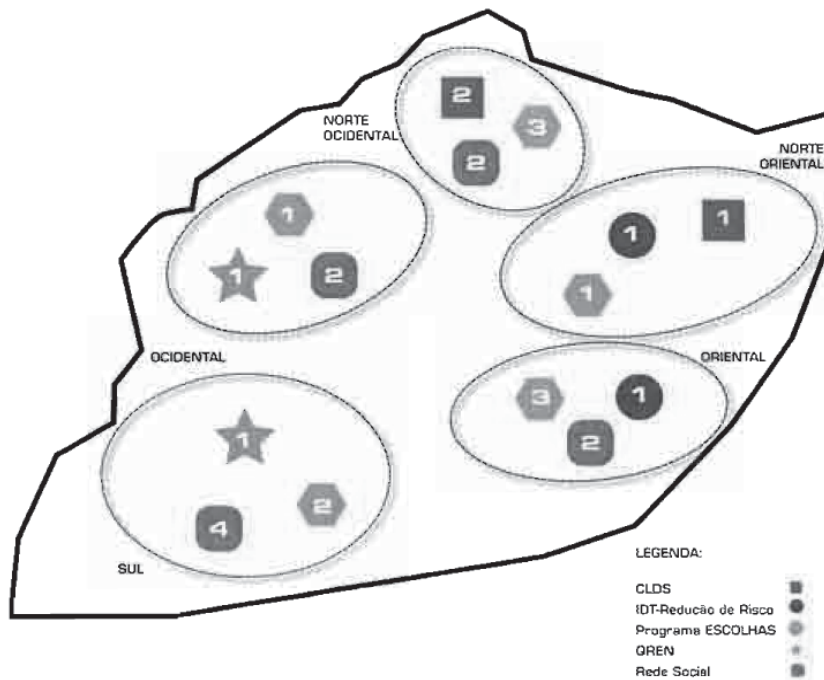 NORTE
OCIDENTAL
2
3
2
NORTE
ORIENTAL
1
1
1
1
1
2
OCIDENTAL
ORIENTAL
3
1
2
1
2
4
SUL
LEGENDA:
CLDS
IDT-Redução de Risco
Programa ESCOLHAS
QREN
Rede Social